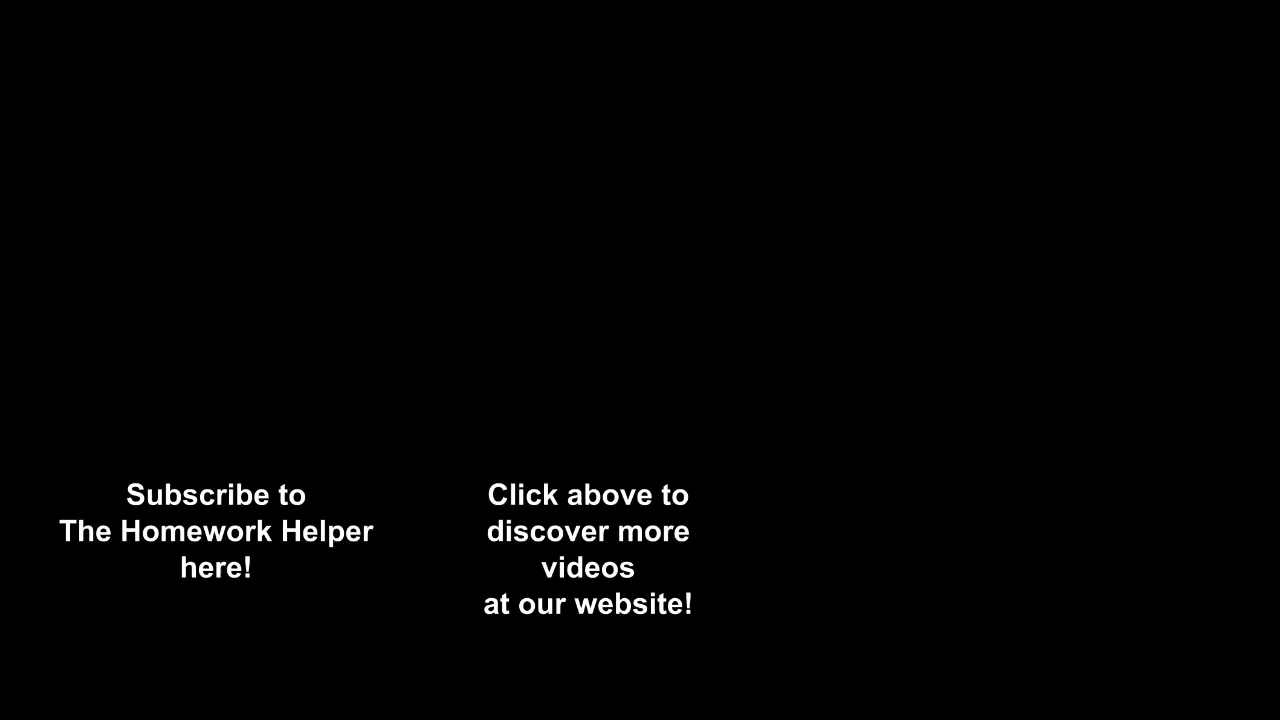 Subscribe to
The Homework Helper
here!
Click above to
discover more
videos
at our website!